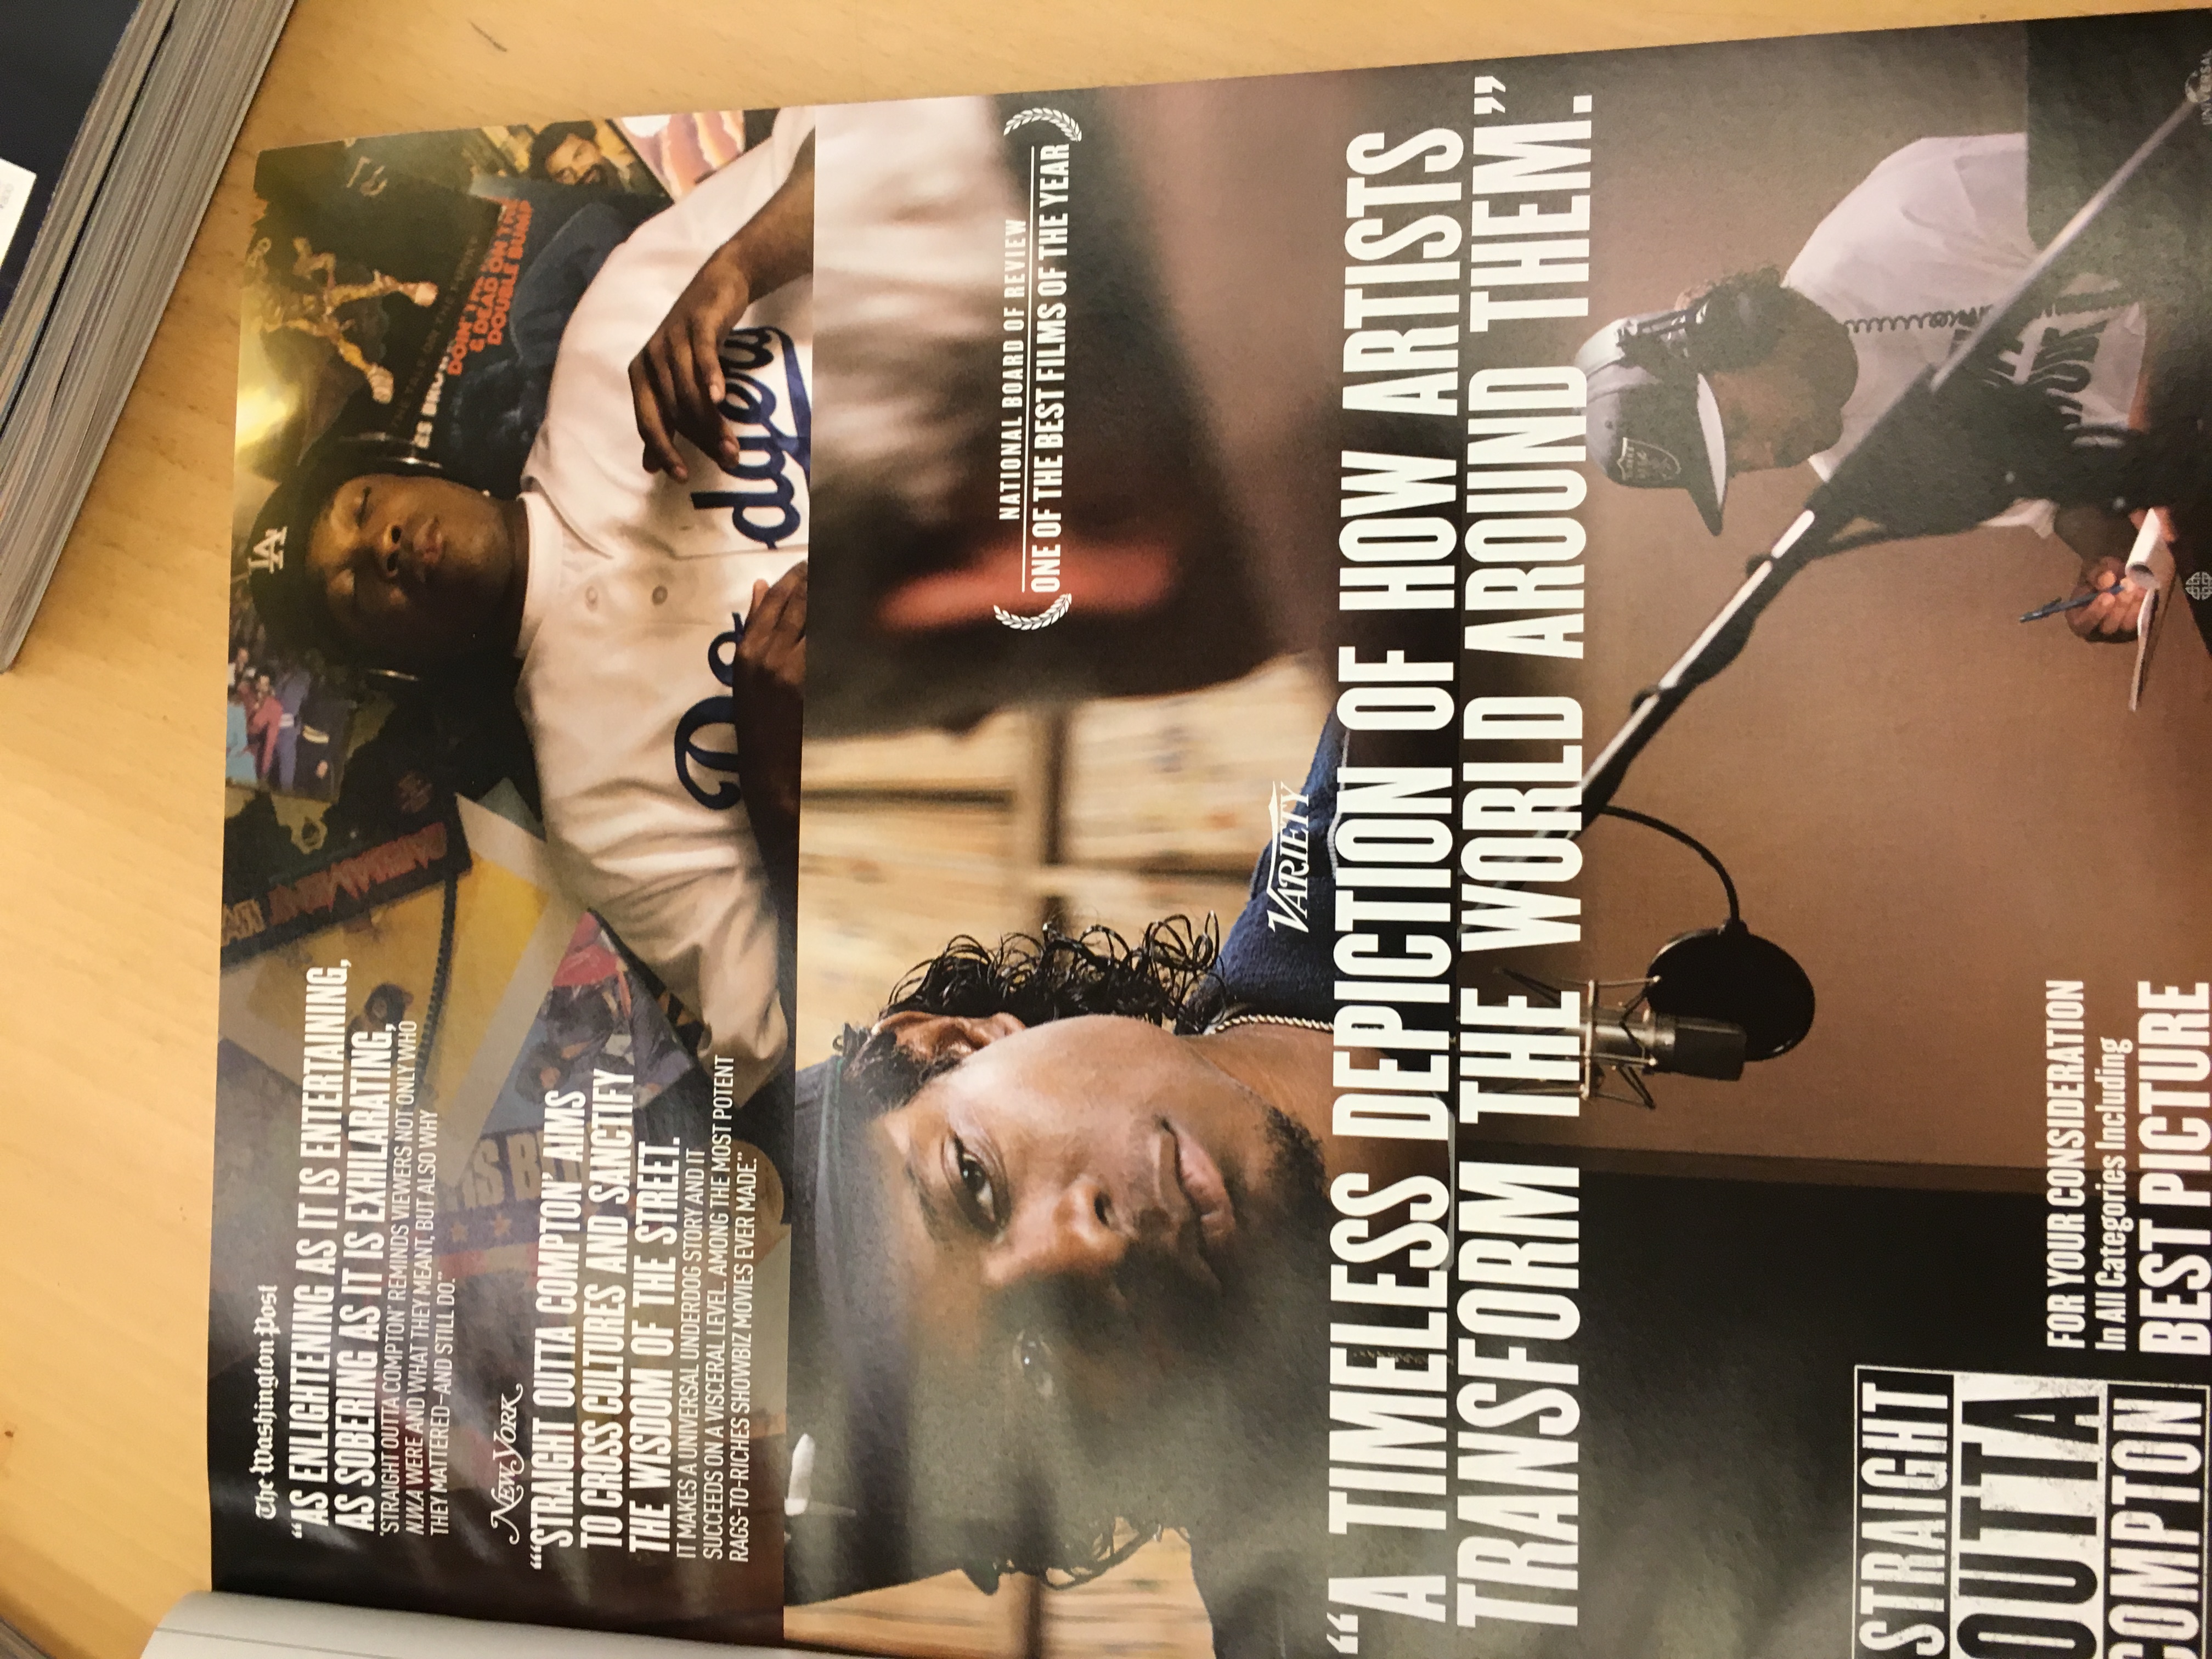 The Washington Post
“AS ENLIGHTENING AS IT IS ENTERTAINING,
AS SOBERING AS IT IS EXHILARATING,
‘STRAIGHT OUTTA COMPTON’ REMINDS VIEWERS NOT ONLY WHO
N.W.A WERE AND WHAT THEY MEANT, BUT ALSO WHY
THEY MATTERED—AND STILL DO.”
NEW YORK
“‘STRAIGHT OUTTA COMPTON’ AIMS
TO CROSS CULTURES AND SANCTIFY
THE WISDOM OF THE STREET.
IT MAKES A UNIVERSAL UNDERDOG STORY AND IT
SUCCEEDS ON A VISCERAL LEVEL. AMONG THE MOST POTENT
RAGS-TO-RICHES SHOWBIZ MOVIES EVER MADE.”
LA
ON THE FUNKY
DOIN'
& DEAD ON THE
DOUBLE BUMP
Dodgers
NATIONAL BOARD OF REVIEW
ONE OF THE BEST FILMS OF THE YEAR
VARIETY
“A TIMELESS DEPICTION OF HOW ARTISTS
TRANSFORM THE WORLD AROUND THEM.”
STRAIGHT
OUTTA
COMPTON
FOR YOUR CONSIDERATION
In All Categories Including
BEST PICTURE
UNIVERSAL